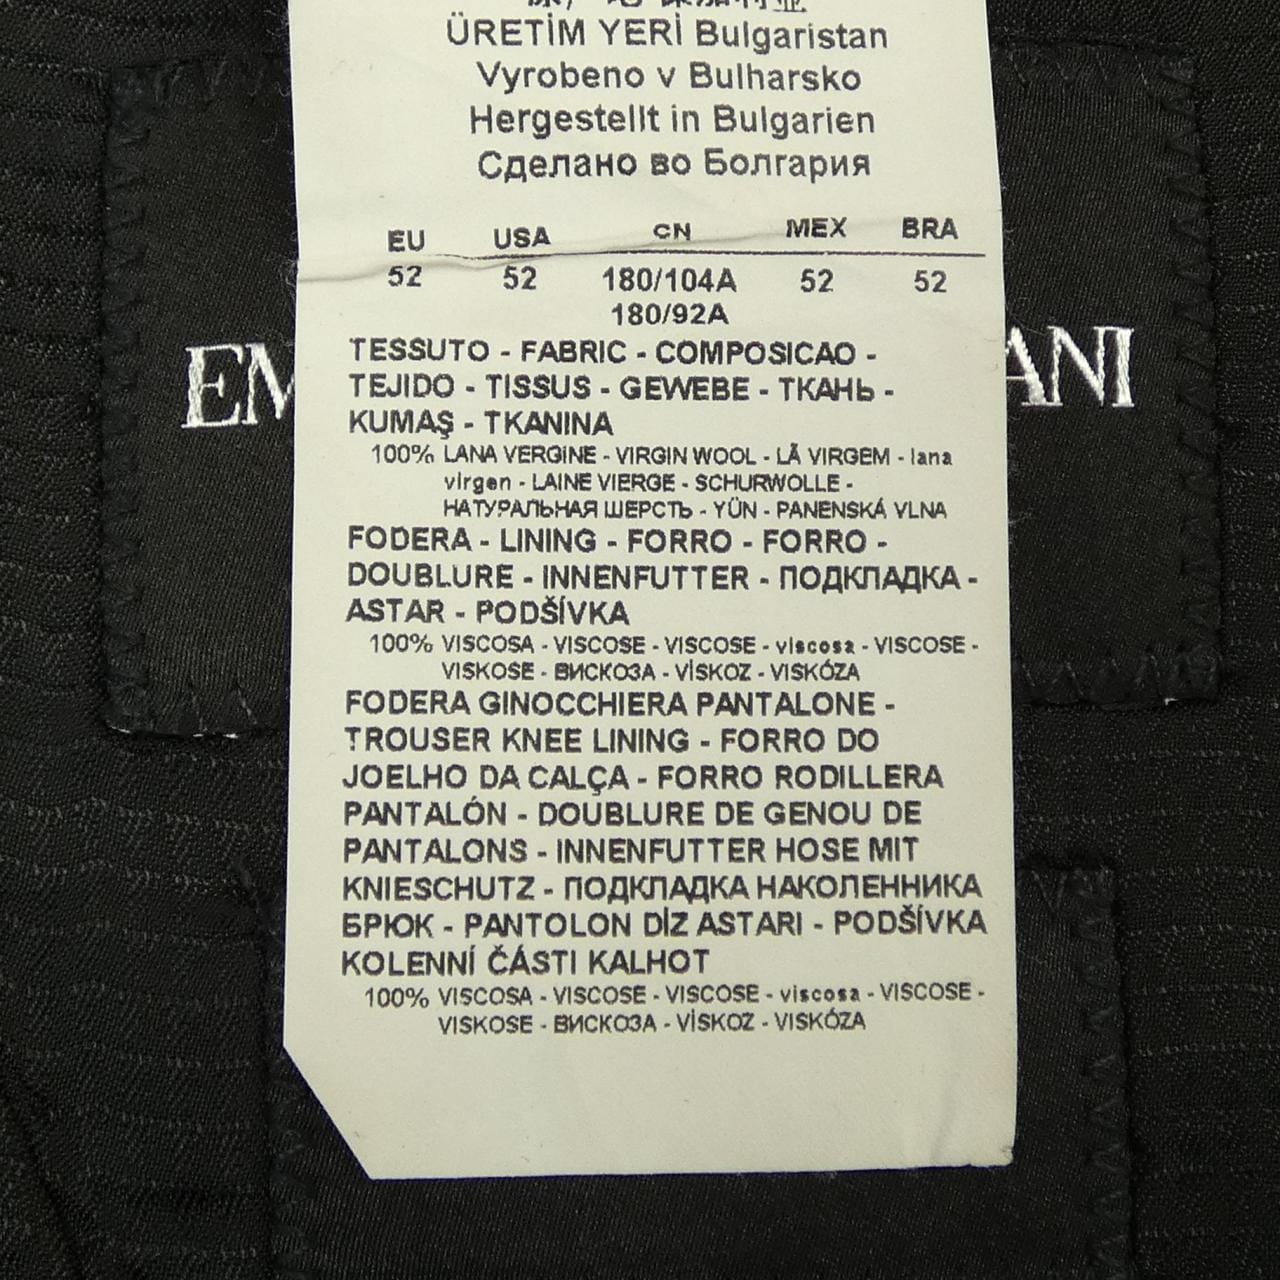 ÜRETİM YERİ Bulgaristan
Vyrobeno v Bulharsko
Hergestellt in Bulgarien
Сделано во Болгария
EU USA CN MEX BRA
52 52 180/104A 52 52
180/92A
TESSUTO - FABRIC - COMPOSICAO -
TEJIDO - TISSUS - GEWEBE - ТКАНЬ -
KUMAŞ - TKANINA
100% LANA VERGINE - VIRGIN WOOL - LÃ VIRGEM - lana
virgen - LAINE VIERGE - SCHURWOLLE -
НАТУРАЛЬНАЯ ШЕРСТЬ - YÜN - PANENSKÁ VLNA
FODERA - LINING - FORRO - FORRO -
DOUBLURE - INNENFUTTER - ПОДКЛАДКА -
ASTAR - PODŠÍVKA
100% VISCOSA - VISCOSE - VISCOSE - viscosa - VISCOSE -
VISKOSE - ВИСКОЗА - VİSKOZ - VISKÓZA
FODERA GINOCCHIERA PANTALONE -
TROUSER KNEE LINING - FORRO DO
JOELHO DA CALÇA - FORRO RODILLERA
PANTALÓN - DOUBLURE DE GENOU DE
PANTALONS - INNENFUTTER HOSE MIT
KNIESCHUTZ - ПОДКЛАДКА НАКОЛЕННИКА
БРЮК - PANTOLON DİZ ASTARI - PODŠÍVKA
KOLENNÍ ČÁSTI KALHOT
100% VISCOSA - VISCOSE - VISCOSE - viscosa - VISCOSE -
VISKOSE - ВИСКОЗА - VİSKOZ - VISKÓZA
EM ANI